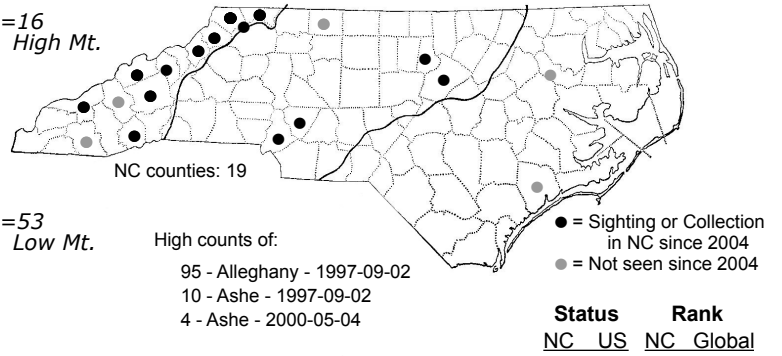 =16
High Mt.
NC counties: 19
=53
Low Mt.
High counts of:
95 - Alleghany - 1997-09-02
10 - Ashe - 1997-09-02
4 - Ashe - 2000-05-04
● = Sighting or Collection
in NC since 2004
● = Not seen since 2004
Status Rank
NC US NC Global